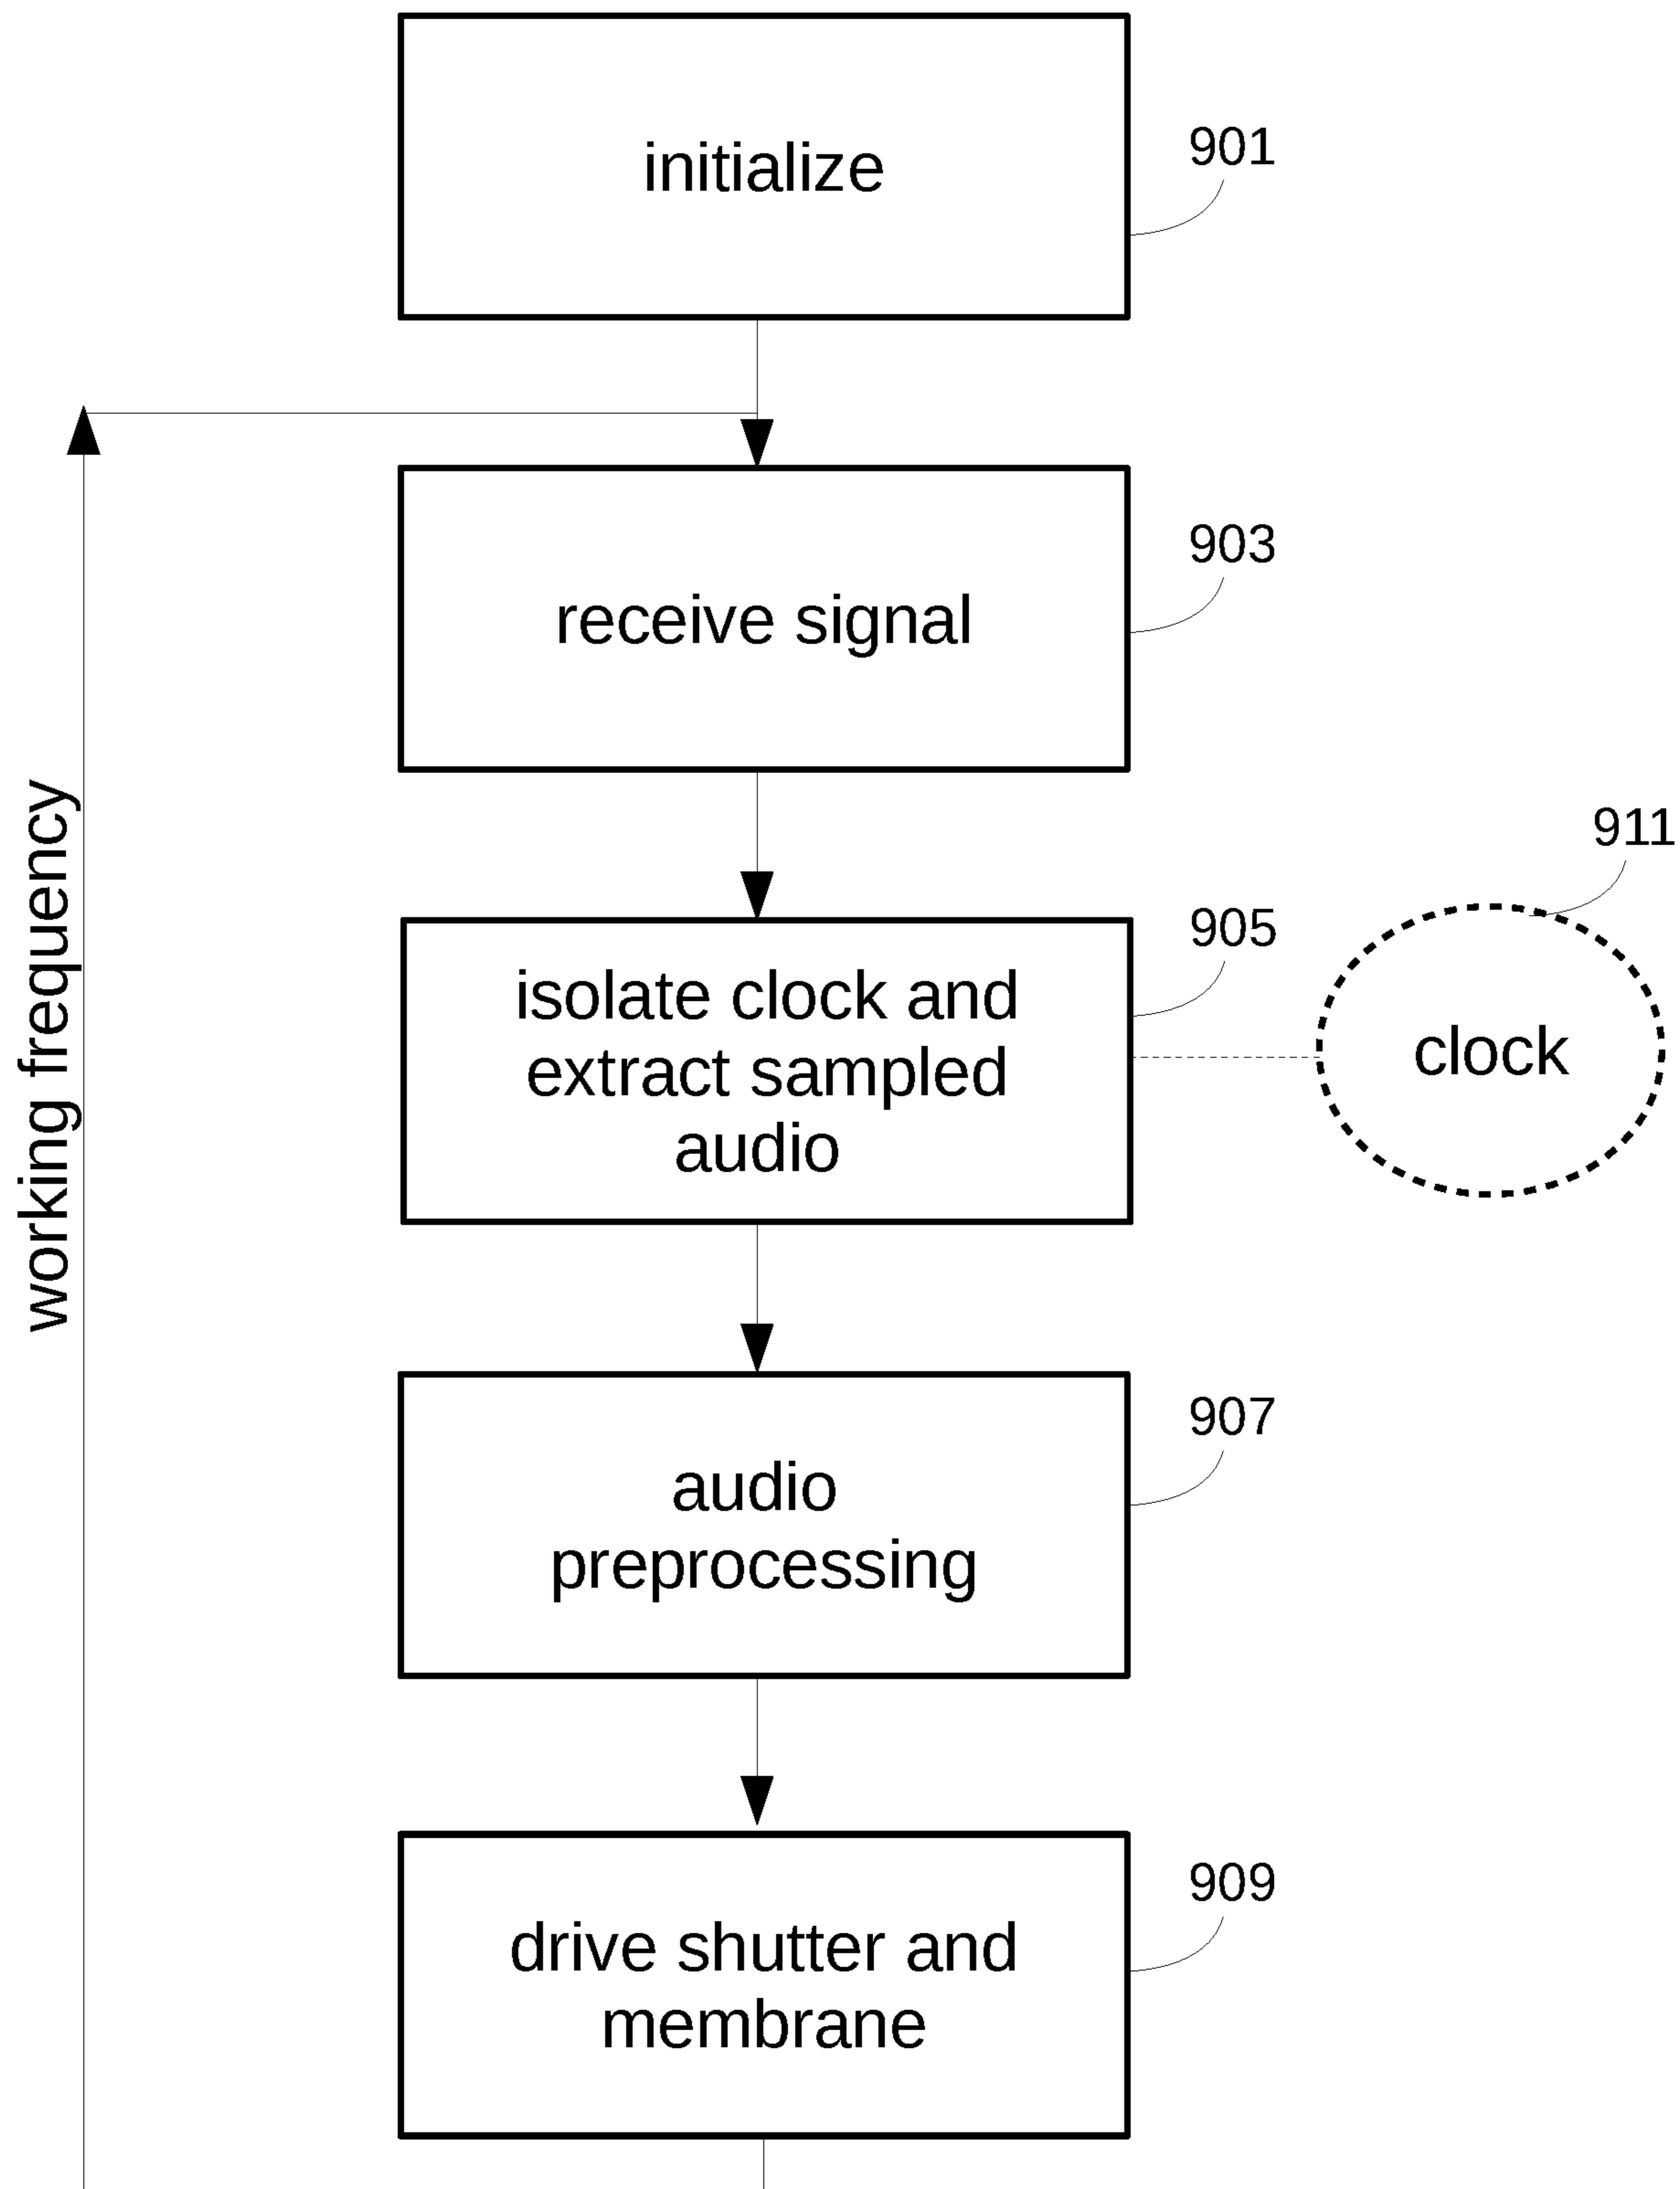 initialize
901
receive signal
903
working frequency
911
905
isolate clock and
extract sampled
audio
clock
907
audio
preprocessing
909
drive shutter and
membrane